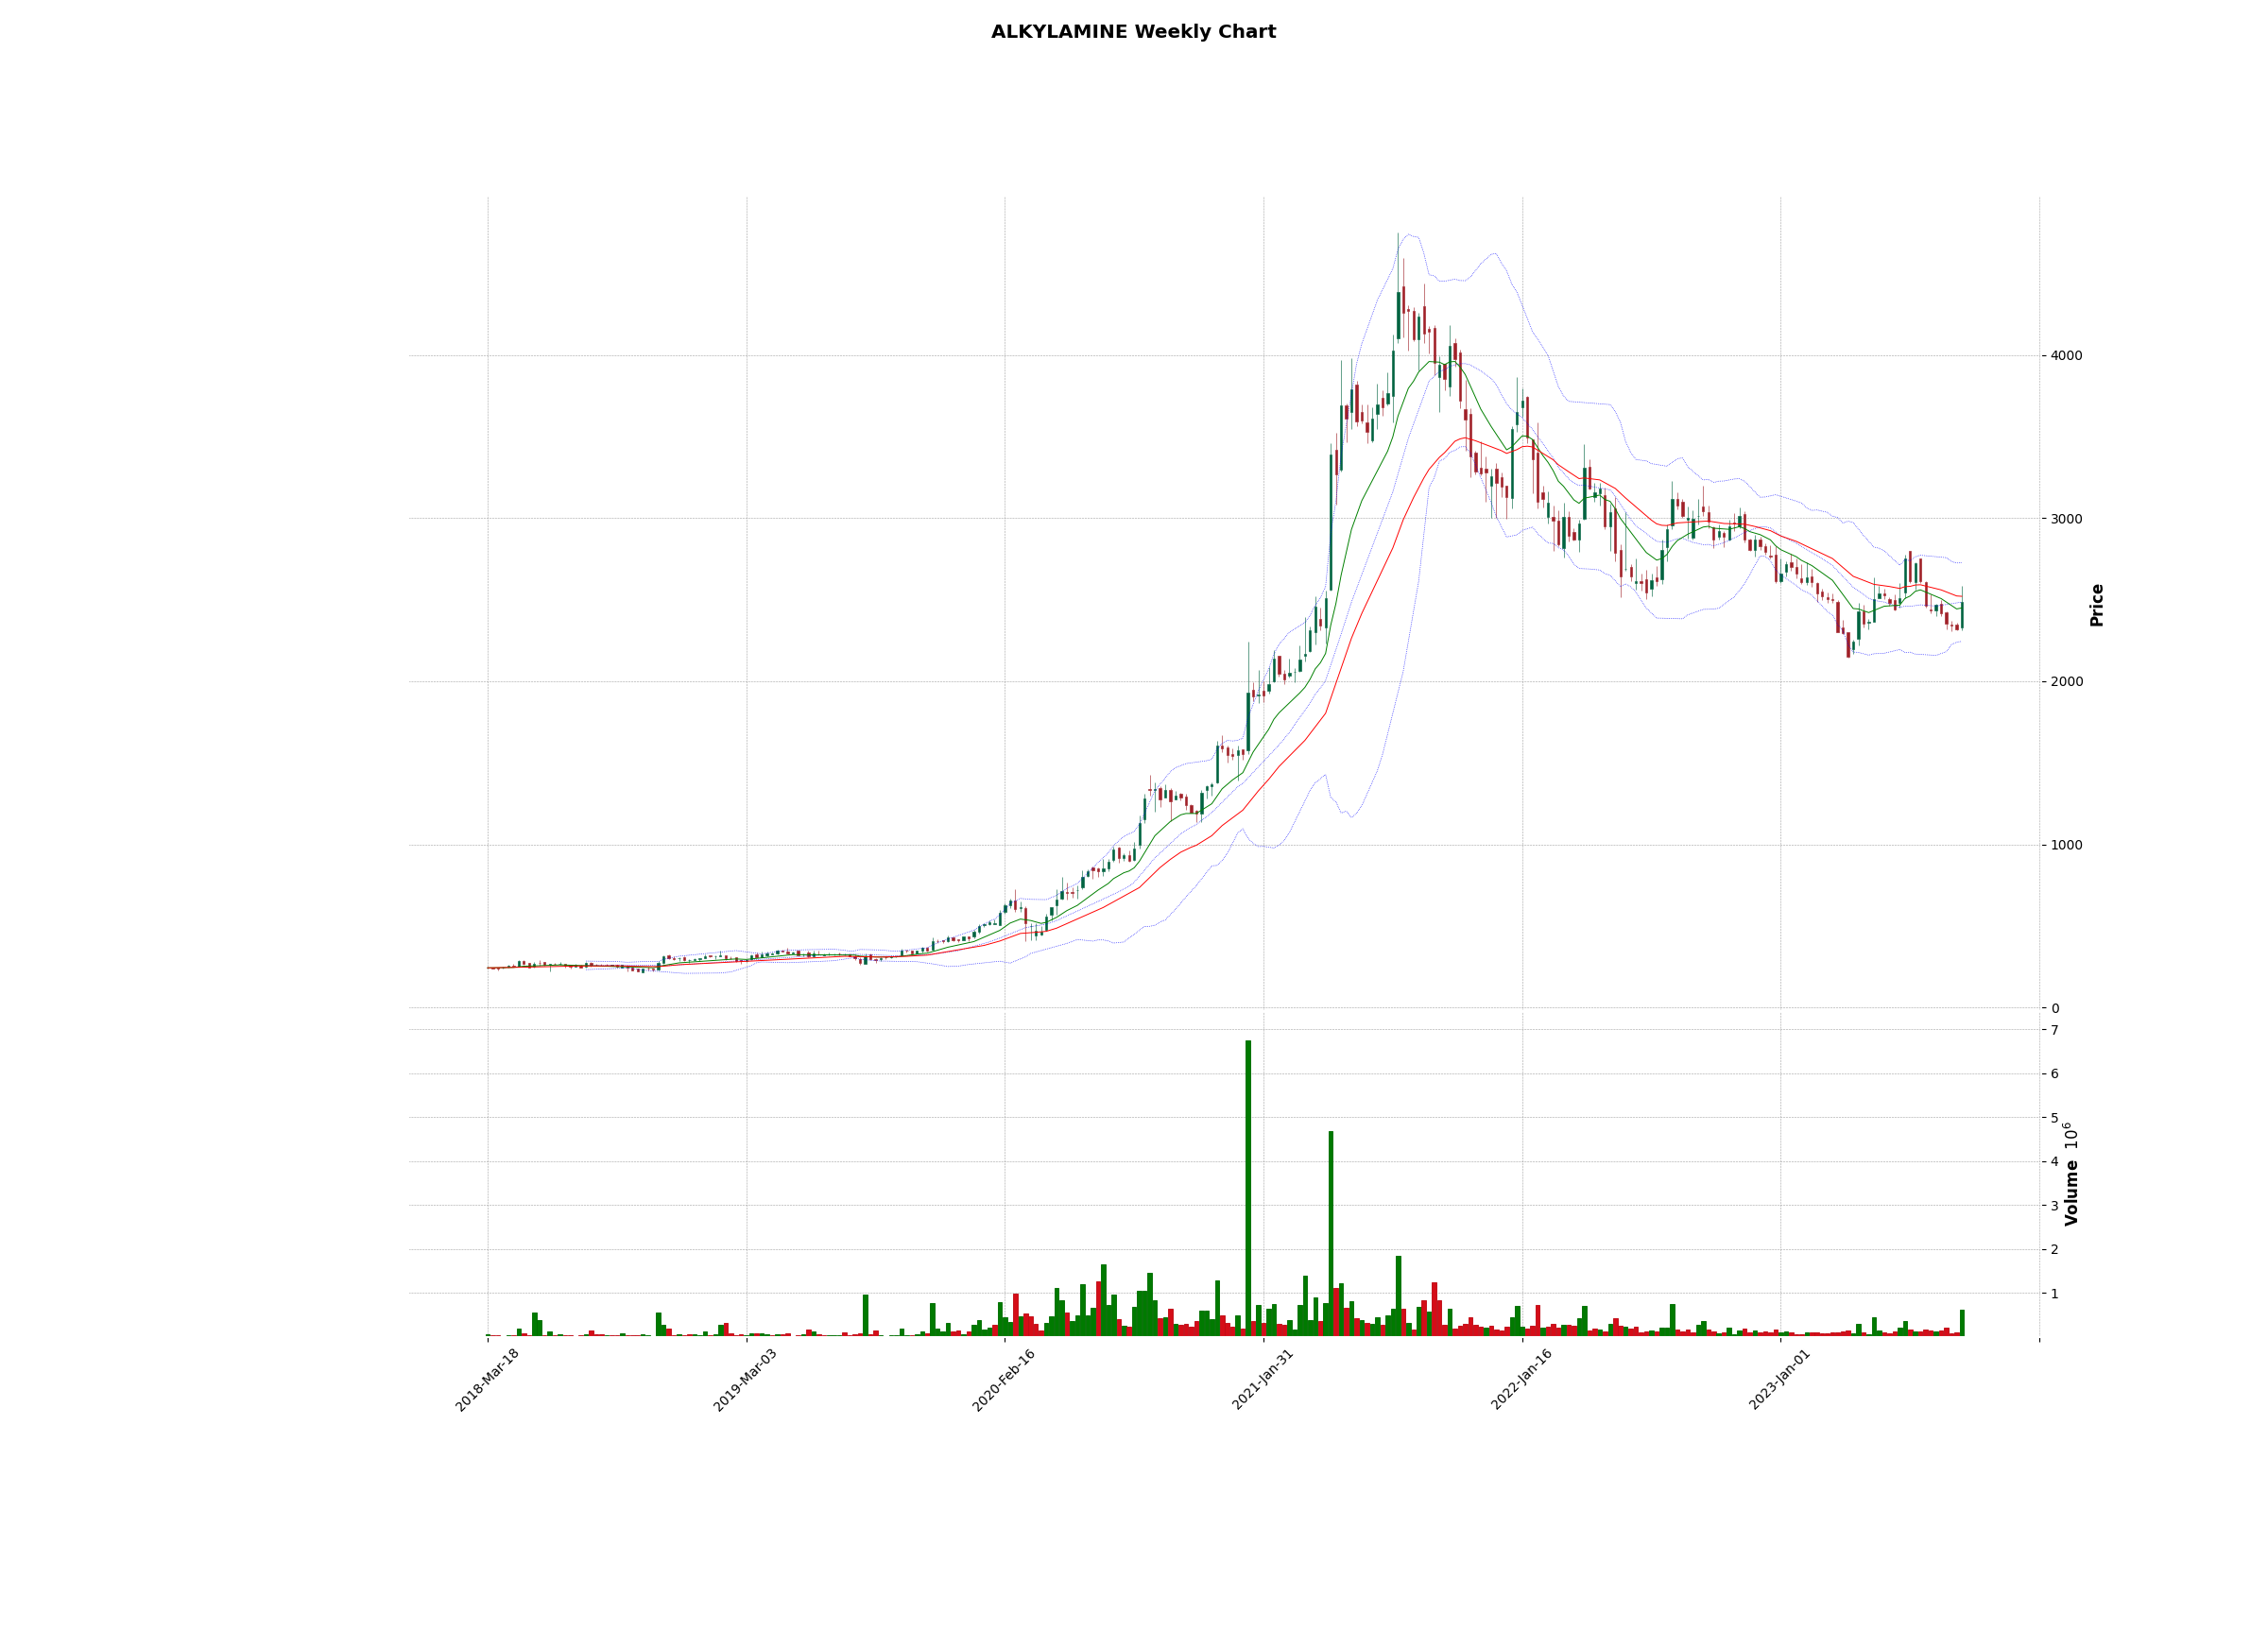 ALKYLAMINE Weekly Chart
4000
3000
2000
1000
0
Price
7
6
5
4
3
2
1
Volume 10^6
2018-Mar-18
2019-Mar-03
2020-Feb-16
2021-Jan-31
2022-Jan-16
2023-Jan-01